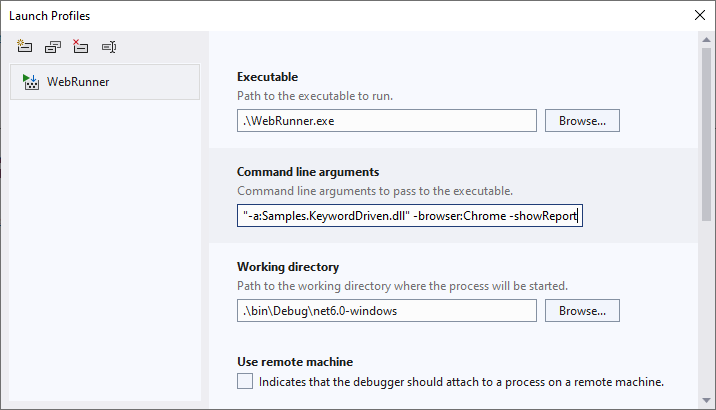 Launch Profiles
WebRunner
Executable
Path to the executable to run.
.\WebRunner.exe
Browse...
Command line arguments
Command line arguments to pass to the executable.
"-a:Samples.KeywordDriven.dll" -browser:Chrome -showReport
Working directory
Path to the working directory where the process will be started.
.\bin\Debug\net6.0-windows
Browse...
Use remote machine
Indicates that the debugger should attach to a process on a remote machine.